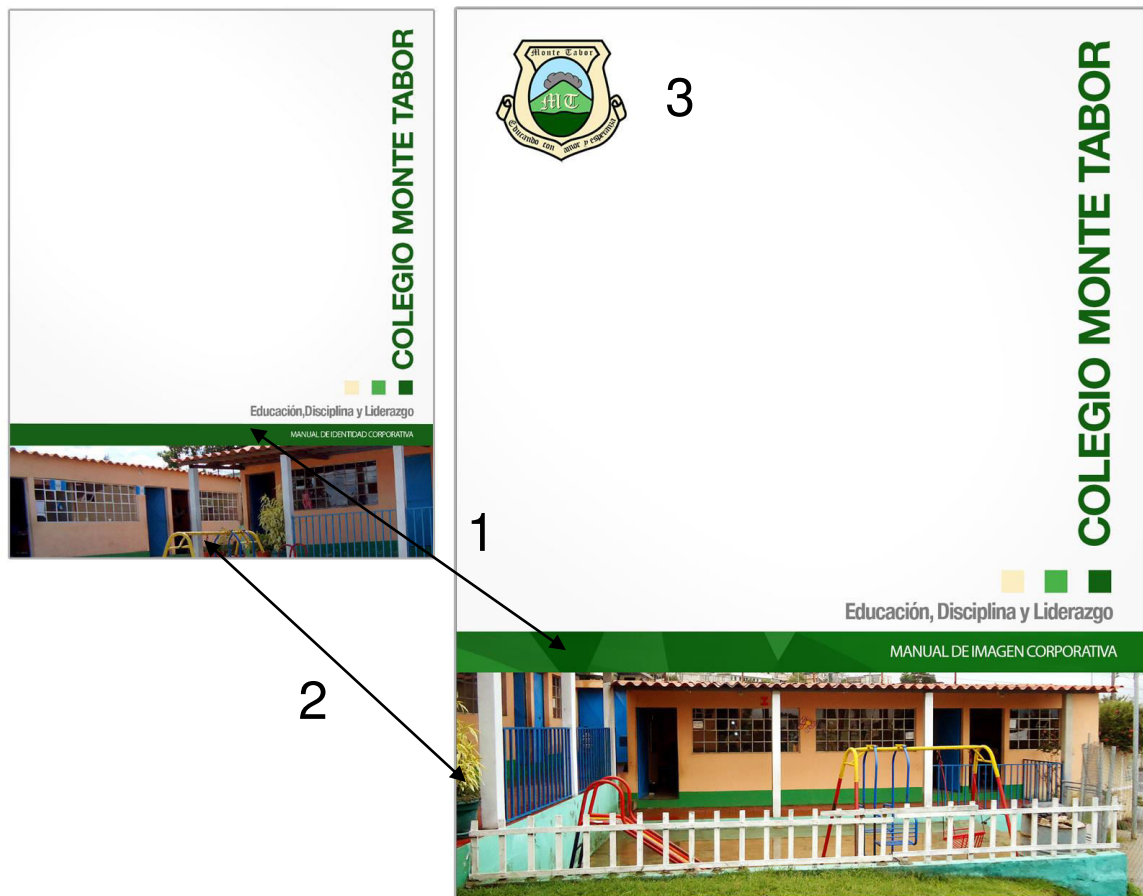 COLEGIO MONTE TABOR
Educación,Disciplina y Liderazgo
MANUAL DE IDENTIDAD CORPORATIVA
Monte Tabor
MT
Educando con amor y esperanza
3
COLEGIO MONTE TABOR
Educación, Disciplina y Liderazgo
MANUAL DE IMAGEN CORPORATIVA
1
2